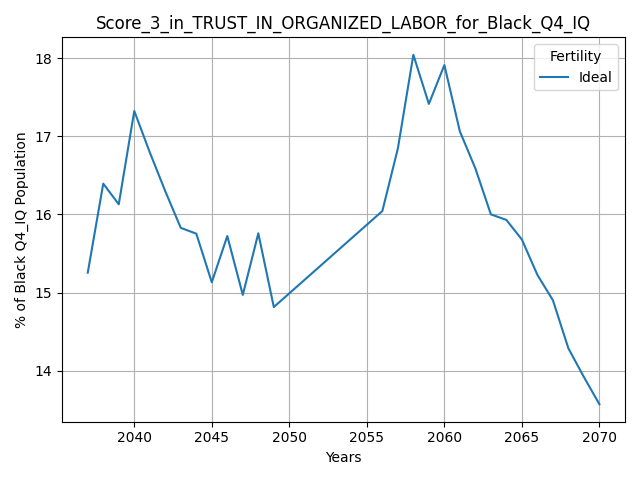 Score_3_in_TRUST_IN_ORGANIZED_LABOR_for_Black_Q4_IQ
Fertility
Ideal
18
17
16
15
14
% of Black Q4_IQ Population
2040 2045 2050 2055 2060 2065 2070
Years